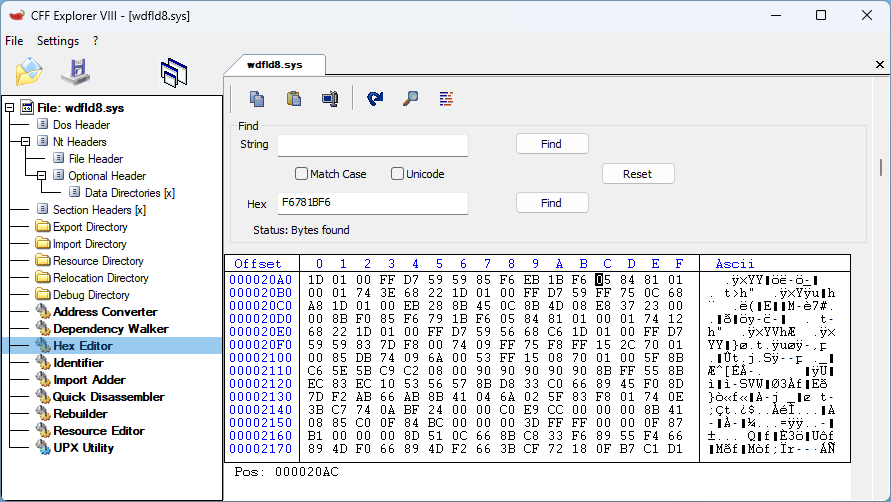 CFF Explorer VIII - [wdfld8.sys]
File Settings ?
wdfld8.sys
File: wdfld8.sys
Dos Header
Nt Headers
File Header
Optional Header
Data Directories [x]
Section Headers [x]
Export Directory
Import Directory
Resource Directory
Relocation Directory
Debug Directory
Address Converter
Dependency Walker
Hex Editor
Identifier
Import Adder
Quick Disassembler
Rebuilder
Resource Editor
UPX Utility
Find
String
Find
Match Case Unicode
Reset
Hex F6781BF6 Find
Status: Bytes found
Offset 0 1 2 3 4 5 6 7 8 9 A B C D E F Ascii
000020A0 1D 01 00 FF D7 59 59 85 F6 EB 1B F6 05 84 81 01
000020B0 00 01 74 3E 68 22 1D 01 00 FF D7 59 FF 75 0C 68
000020C0 A8 1D 01 00 EB 28 8B 45 0C 8B 4D 08 E8 37 23 00
000020D0 00 8B F0 85 F6 79 1B F6 05 84 81 01 00 01 74 12
000020E0 68 22 1D 01 00 FF D7 59 56 68 C6 1D 01 00 FF D7
000020F0 59 59 83 7D F8 00 74 09 FF 75 F8 FF 15 2C 70 01
00002100 00 85 DB 74 09 6A 00 53 FF 15 08 70 01 00 5F 8B
00002110 C6 5E 5B C9 C2 08 00 90 90 90 90 90 8B FF 55 8B
00002120 EC 83 EC 10 53 56 57 8B D8 33 C0 66 89 45 F0 8D
00002130 7D F2 AB 66 AB 8B 41 04 6A 02 5F 83 F8 01 74 0E
00002140 3B C7 74 0A BF 24 00 00 C0 E9 CC 00 00 00 8B 41
00002150 08 85 C0 0F 84 BC 00 00 00 3D FF FF 00 00 0F 87
00002160 B1 00 00 00 8D 51 0C 66 8B C8 33 F6 89 55 F4 66
00002170 89 4D F0 66 89 4D F2 66 3B CF 72 18 0F B7 C1 D1
Pos: 000020AC